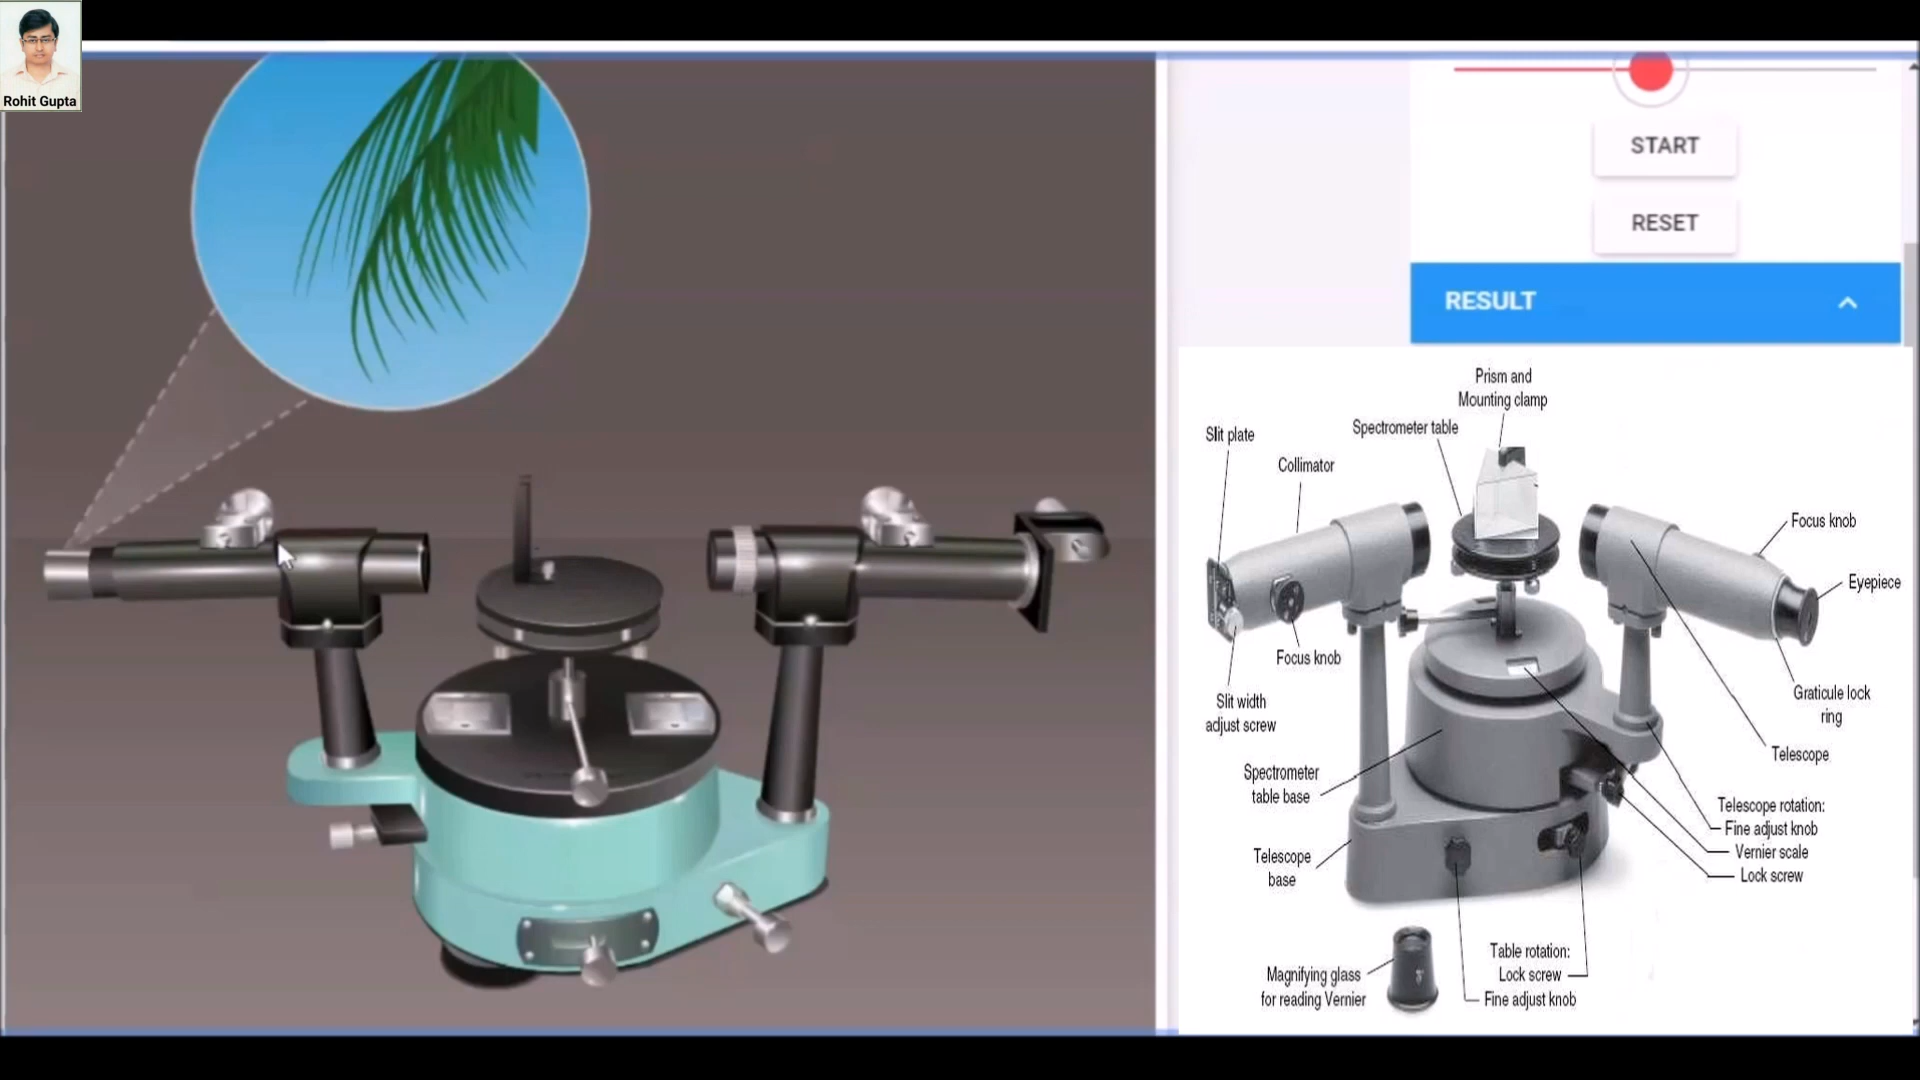 Rohit Gupta
START
RESET
RESULT
Prism and
Mounting clamp
Spectrometer table
Slit plate
Collimator
Focus knob
Eyepiece
Focus knob
Slit width
adjust screw
Graticule lock
ring
Telescope
Spectrometer
table base
Telescope rotation:
Fine adjust knob
Vernier scale
Lock screw
Telescope
base
Table rotation:
Lock screw
Fine adjust knob
Magnifying glass
for reading Vernier